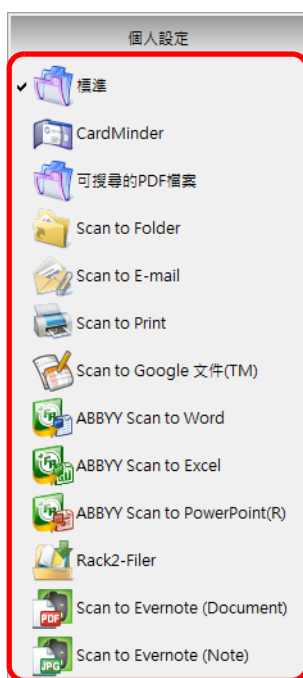 個人設定
標準
CardMinder
可搜尋的PDF檔案
Scan to Folder
Scan to E-mail
Scan to Print
Scan to Google 文件(TM)
ABBYY Scan to Word
ABBYY Scan to Excel
ABBYY Scan to PowerPoint(R)
Rack2-Filer
PDF
Scan to Evernote (Document)
JPG
Scan to Evernote (Note)